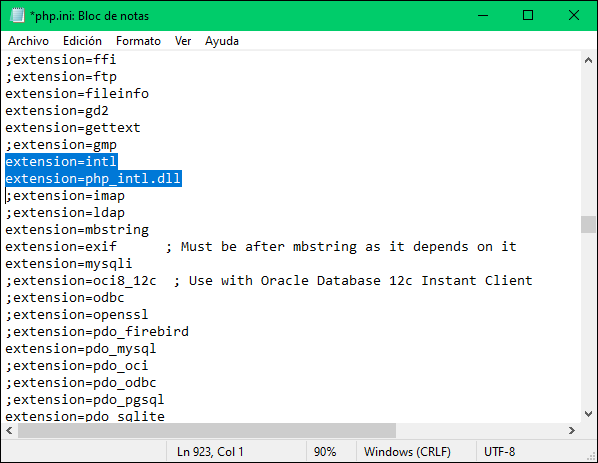 *php.ini: Bloc de notas
Archivo Edición Formato Ver Ayuda
;extension=ffi
;extension=ftp
extension=fileinfo
extension=gd2
extension=gettext
;extension=gmp
extension=intl
extension=php_intl.dll
;extension=imap
;extension=ldap
extension=mbstring
extension=exif      ; Must be after mbstring as it depends on it
extension=mysqli
;extension=oci8_12c  ; Use with Oracle Database 12c Instant Client
;extension=odbc
;extension=openssl
;extension=pdo_firebird
extension=pdo_mysql
;extension=pdo_oci
;extension=pdo_odbc
;extension=pdo_pgsql
extension=pdo_sqlite
Ln 923, Col 1 90% Windows (CRLF) UTF-8